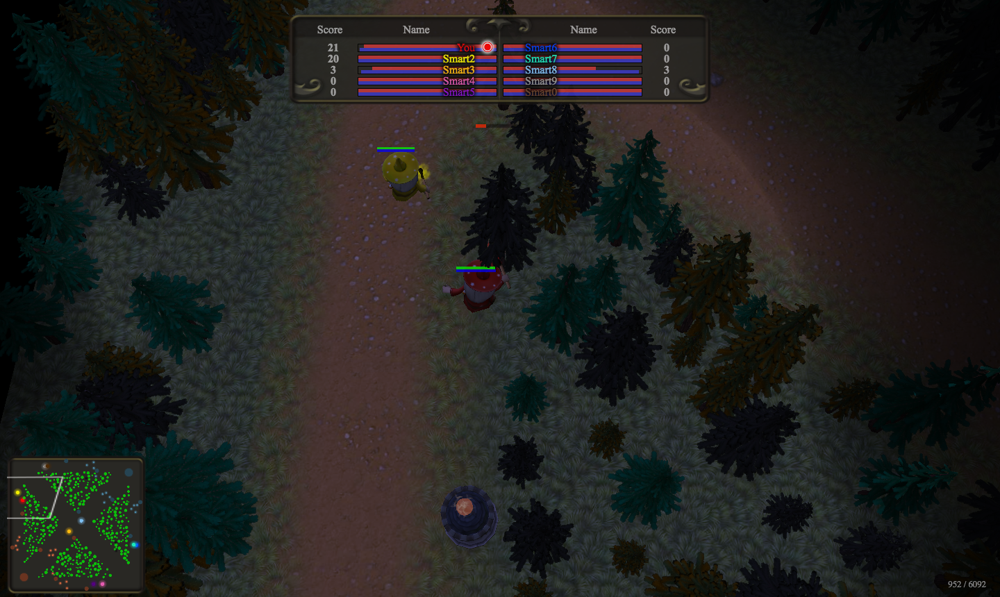 Score Name Name Score
21 You Smart6 0
20 Smart2 Smart7 0
3 Smart3 Smart8 3
0 Smart4 Smart9 0
0 Smart5 Smart0 0
952 / 6092